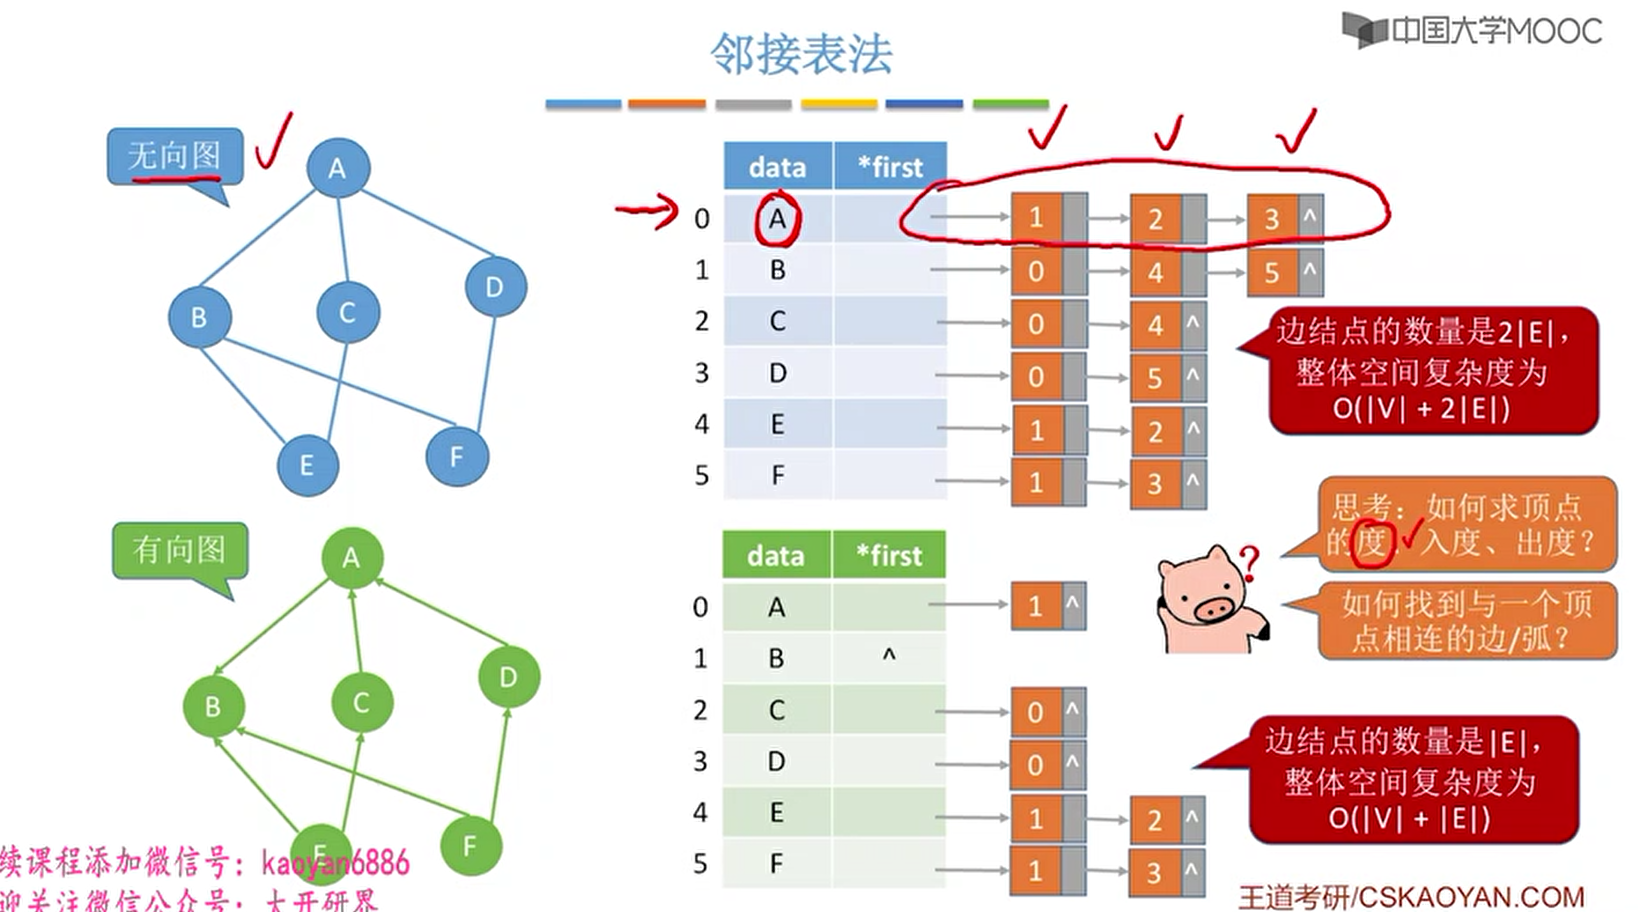 中国大学MOOC
邻接表法
无向图
A
B
C
D
E
F
data *first
0 A 1 2 3 ^
1 B 0 4 5 ^
2 C 0 4 ^
3 D 0 5 ^
4 E 1 2 ^
5 F 1 3 ^
边结点的数量是2|E|，
整体空间复杂度为
O(|V| + 2|E|)
思考：如何求顶点
的度、入度、出度？
?
如何找到与一个顶
点相连的边/弧？
有向图
A
B
C
D
E
F
data *first
0 A 1 ^
1 B ^
2 C 0 ^
3 D 0 ^
4 E 1 2 ^
5 F 1 3 ^
边结点的数量是|E|，
整体空间复杂度为
O(|V| + |E|)
续课程添加微信号：kaoyan6886
迎关注微信公众号：大开研界
王道考研/CSKAOYAN.COM